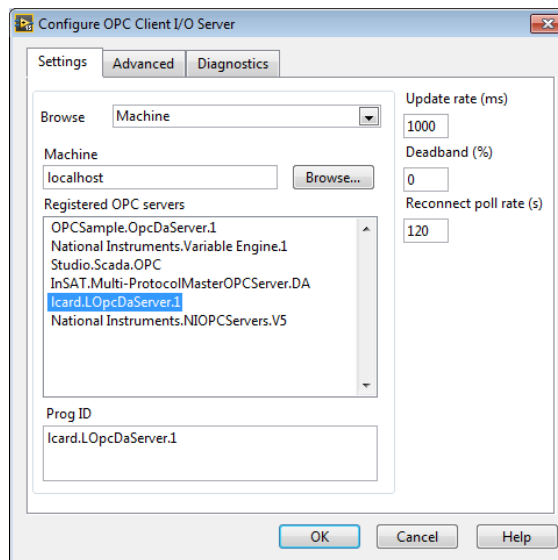 Configure OPC Client I/O Server
Settings
Advanced
Diagnostics
Browse
Machine
Machine
localhost
Browse...
Registered OPC servers
OPCSample.OpcDaServer.1
National Instruments.Variable Engine.1
Studio.Scada.OPC
InSAT.Multi-ProtocolMasterOPCServer.DA
Icard.LOpcDaServer.1
National Instruments.NIOPCServers.V5
Prog ID
Icard.LOpcDaServer.1
Update rate (ms)
1000
Deadband (%)
0
Reconnect poll rate (s)
120
OK
Cancel
Help